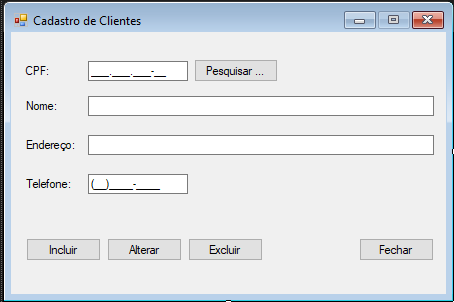 Cadastro de Clientes
CPF: ___.___.___-__ Pesquisar ...
Nome:
Endereço:
Telefone: (__)____-____
Incluir Alterar Excluir Fechar